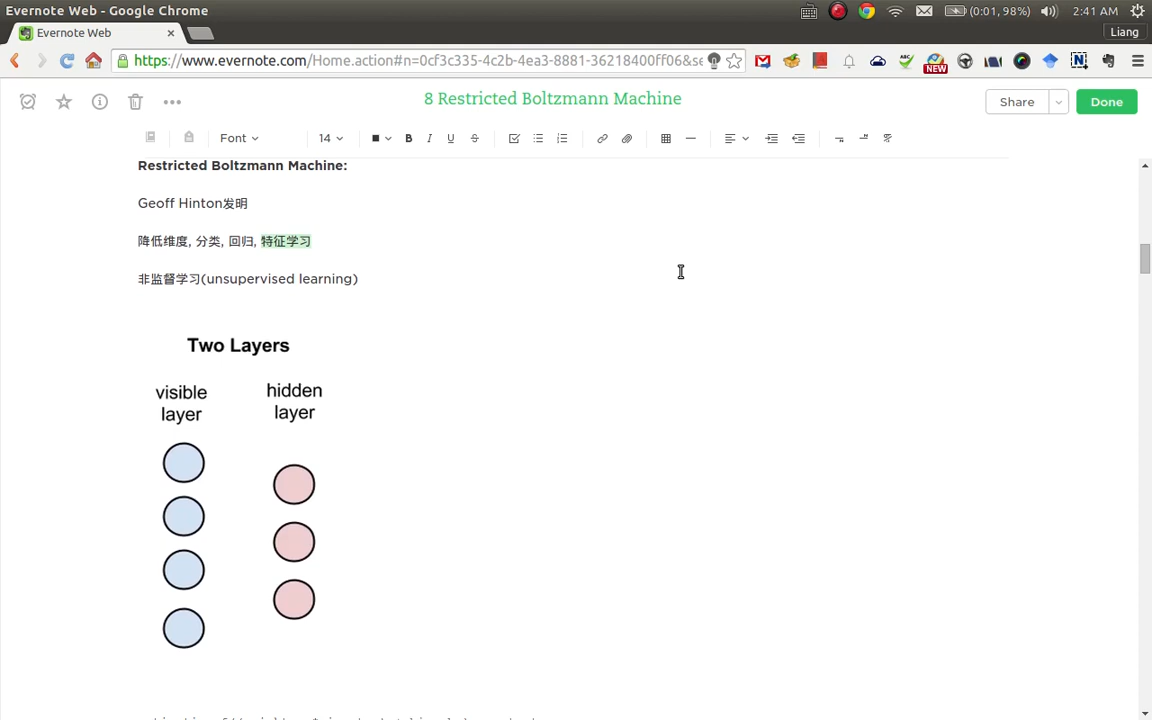 Evernote Web - Google Chrome
(0:01, 98%)
2:41 AM
Evernote Web
Liang
https://www.evernote.com/Home.action#n=0cf3c335-4c2b-4ea3-8881-36218400ff06&se
NEW
8 Restricted Boltzmann Machine
Share
Done
Font
14
B
I
U
Restricted Boltzmann Machine:
Geoff Hinton发明
降低维度, 分类, 回归, 特征学习
非监督学习(unsupervised learning)
Two Layers
visible
layer
hidden
layer